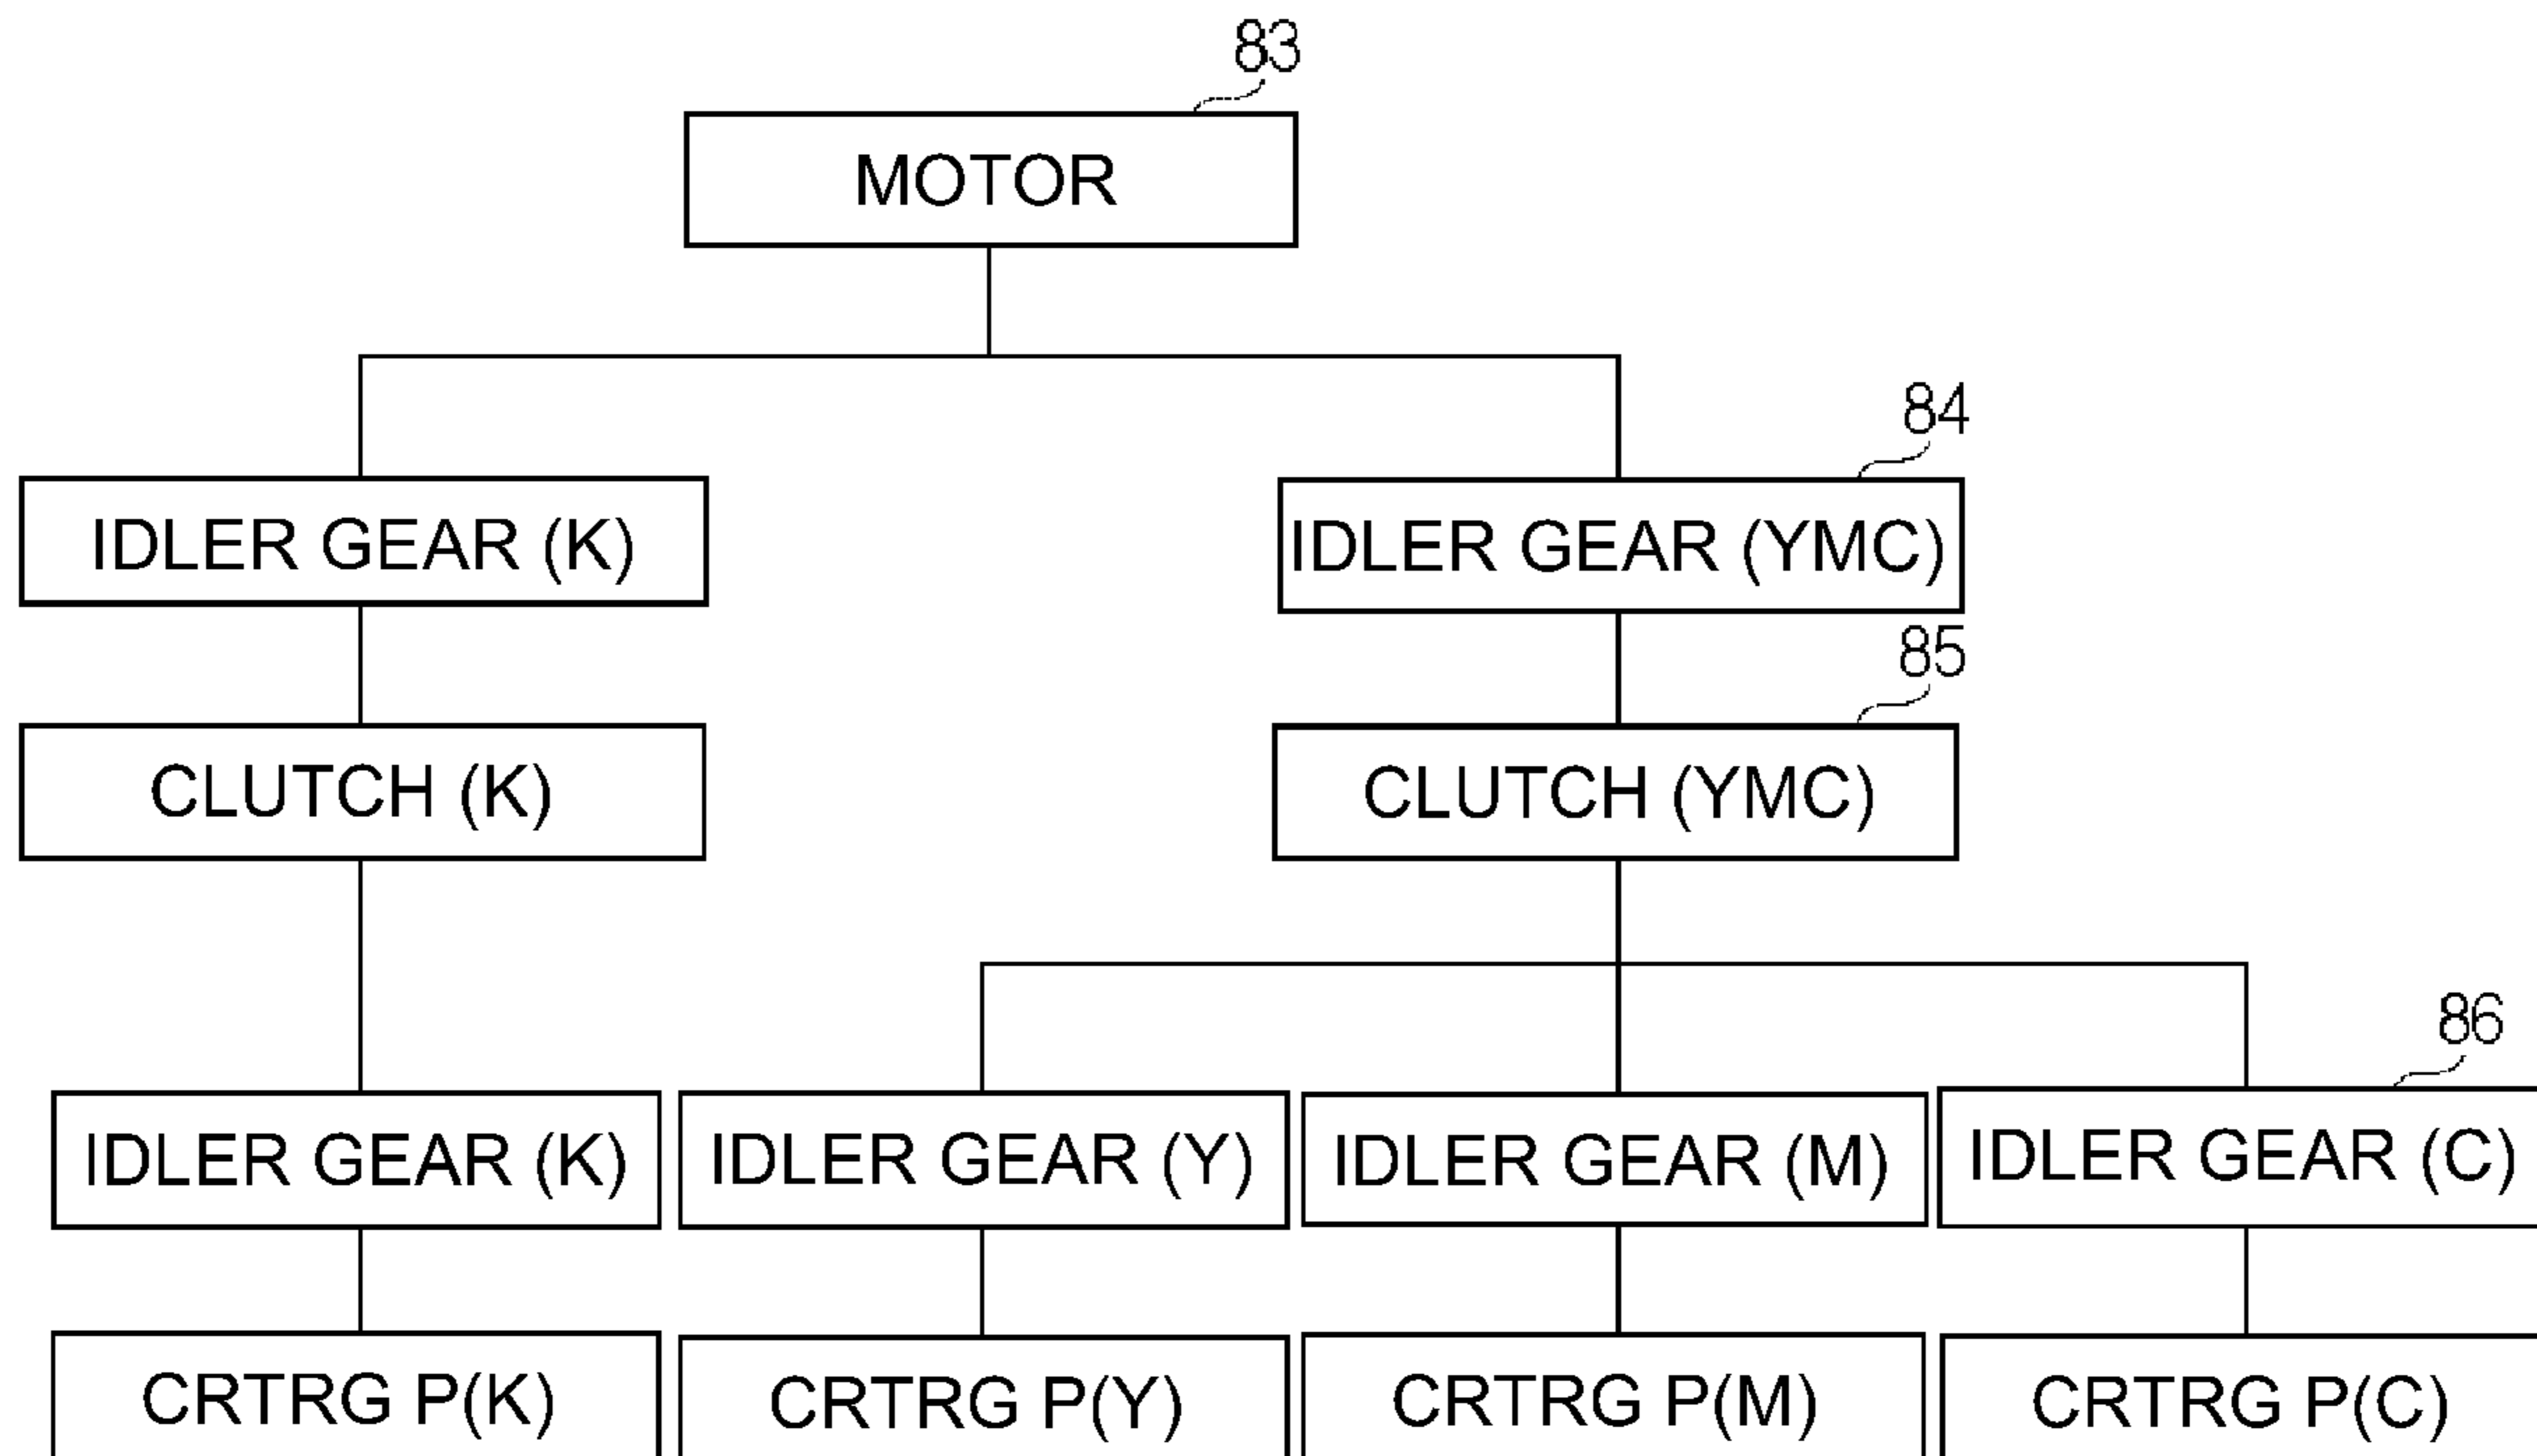 83
MOTOR
84
IDLER GEAR (K) IDLER GEAR (YMC)
85
CLUTCH (K) CLUTCH (YMC)
86
IDLER GEAR (K) IDLER GEAR (Y) IDLER GEAR (M) IDLER GEAR (C)
CRTRG P(K) CRTRG P(Y) CRTRG P(M) CRTRG P(C)